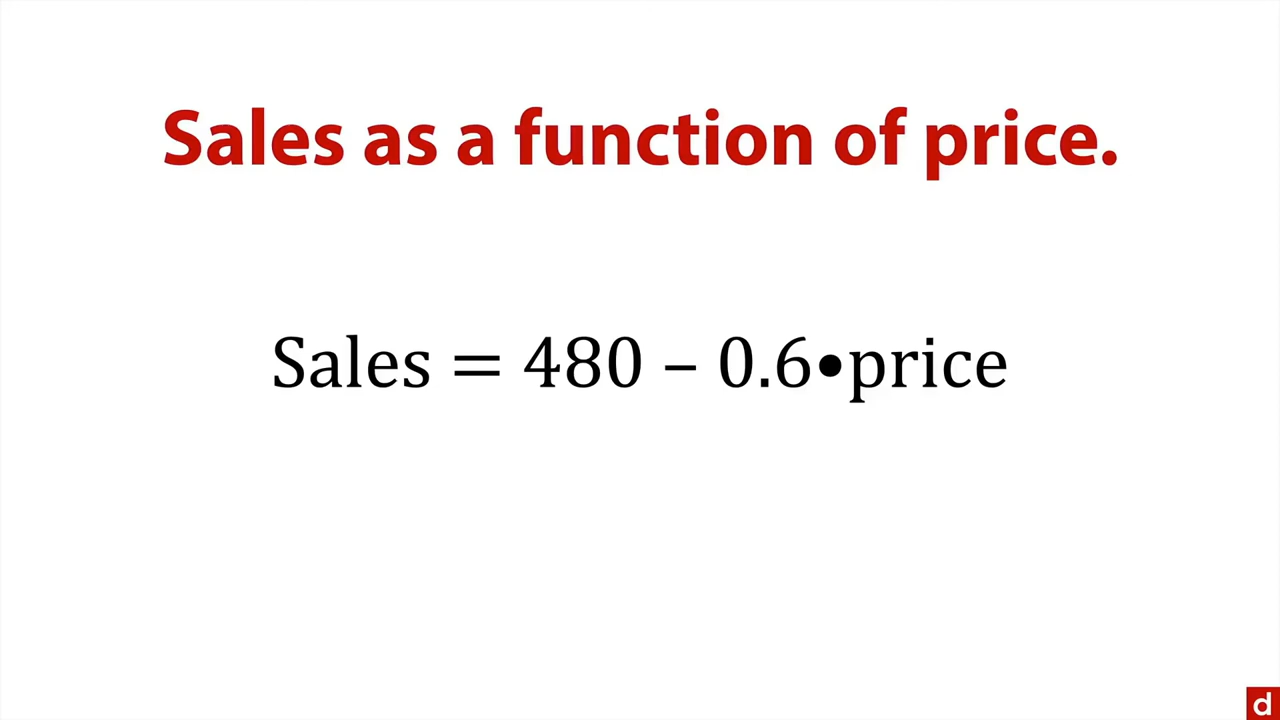 Sales as a function of price.
Sales = 480 – 0.6•price
d